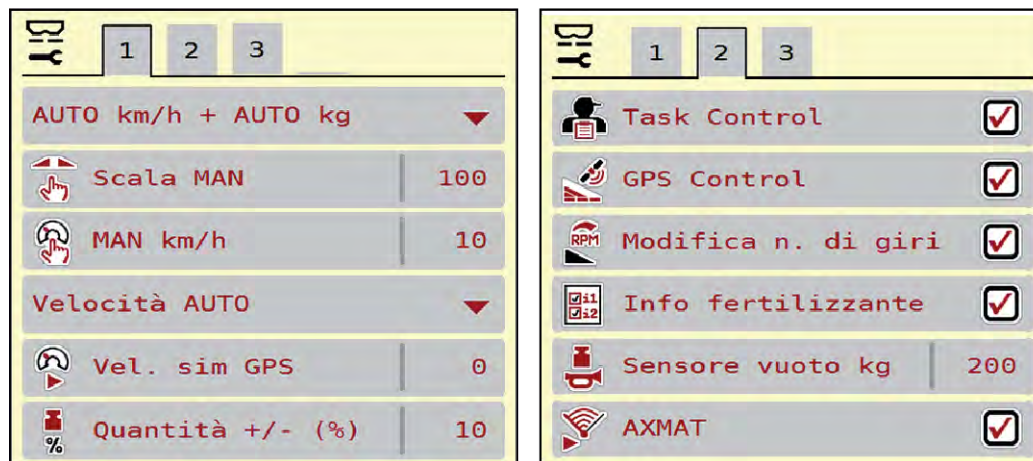 1 2 3
AUTO km/h + AUTO kg
Scala MAN 100
MAN km/h 10
Velocità AUTO
Vel. sim GPS 0
% Quantità +/- (%) 10
1 2 3
Task Control
GPS Control
RPM Modifica n. di giri
i1 i2 Info fertilizzante
Sensore vuoto kg 200
AXMAT